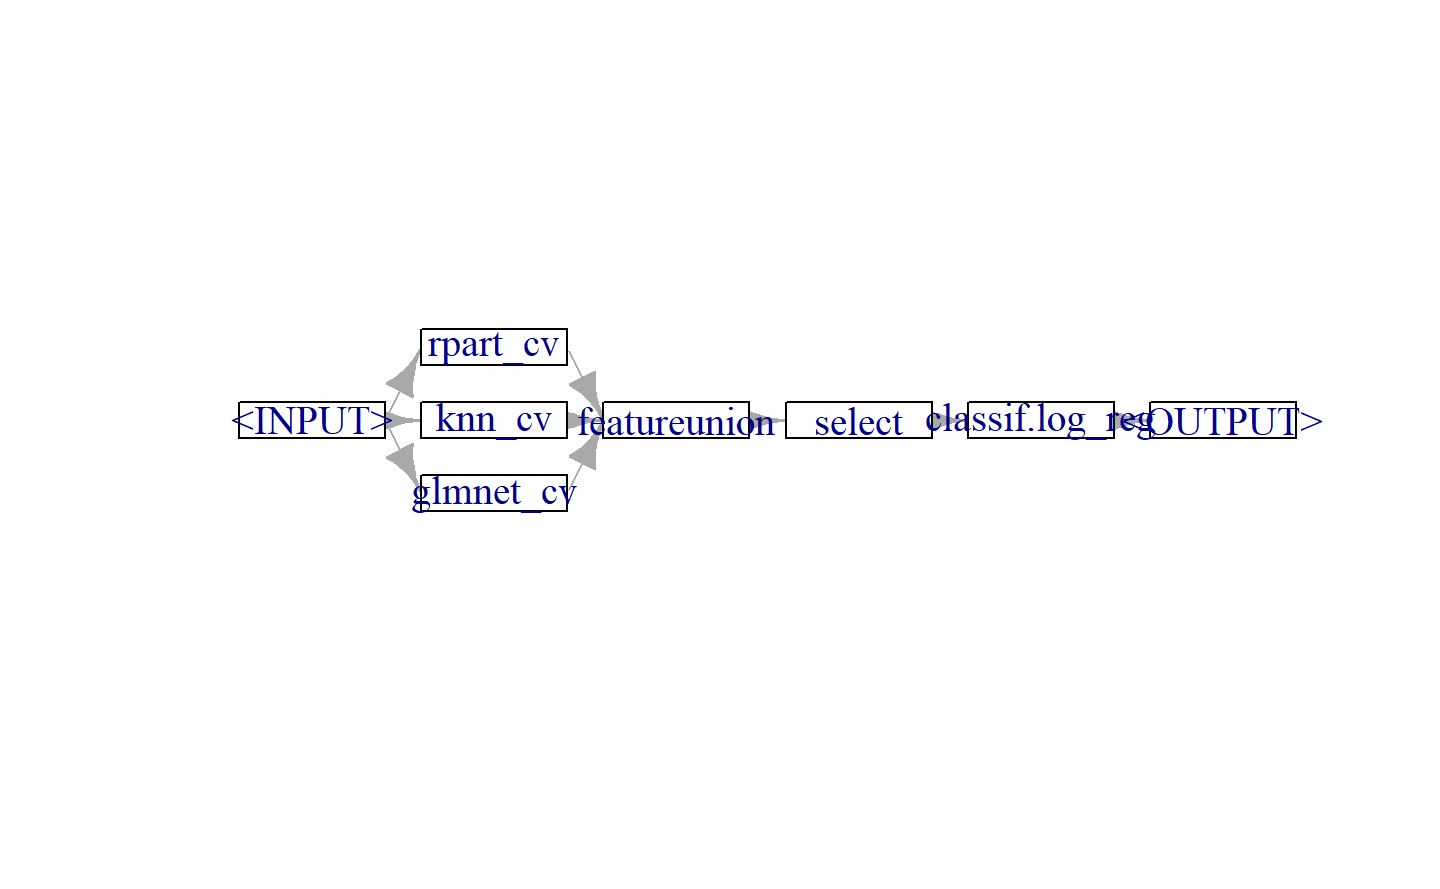 rpart_cv
<INPUT>
knn_cv
featureunion
select
classif.log_reg
<OUTPUT>
glmnet_cv